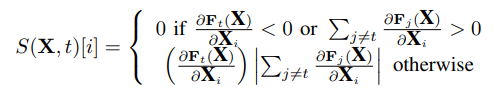 S(X, t)[i] = { 0 if ∂F_t(X)/∂X_i < 0 or ∑_{j≠t} ∂F_j(X)/∂X_i > 0
(∂F_t(X)/∂X_i) |∑_{j≠t} ∂F_j(X)/∂X_i| otherwise